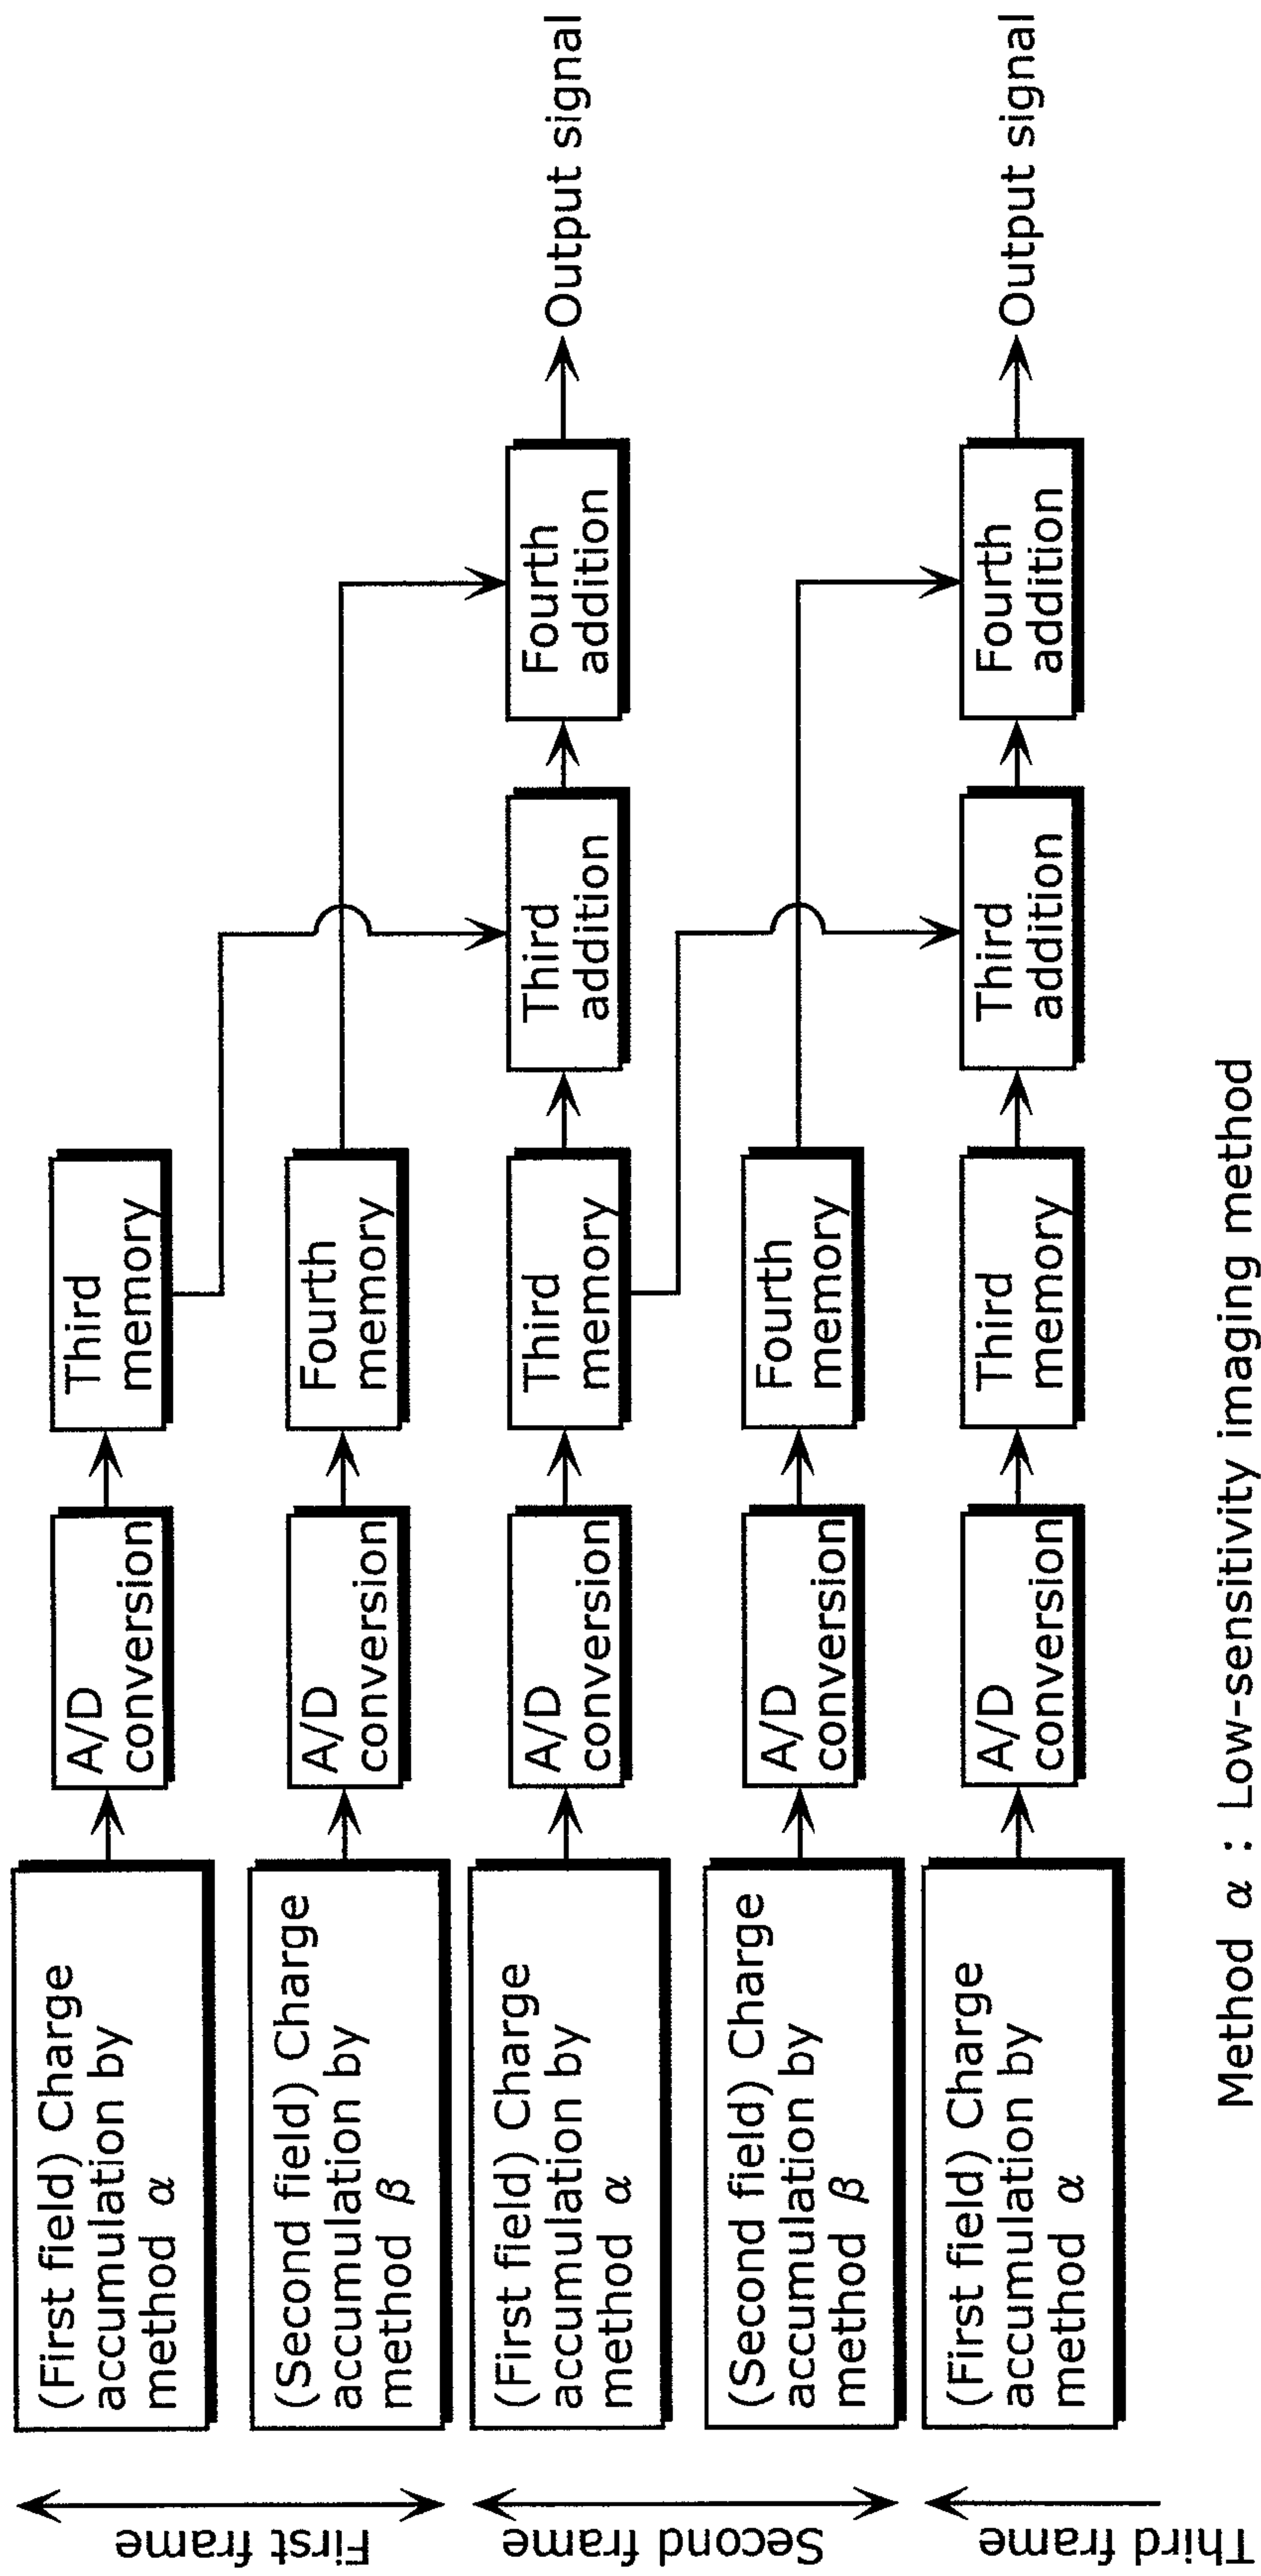 First frame
(First field) Charge
accumulation by
method α
A/D
conversion
Third
memory
(Second field) Charge
accumulation by
method β
A/D
conversion
Fourth
memory
Second frame
(First field) Charge
accumulation by
method α
A/D
conversion
Third
memory
Third
addition
Fourth
addition
Output signal
(Second field) Charge
accumulation by
method β
A/D
conversion
Fourth
memory
Third frame
(First field) Charge
accumulation by
method α
A/D
conversion
Third
memory
Third
addition
Fourth
addition
Output signal
Method α : Low-sensitivity imaging method